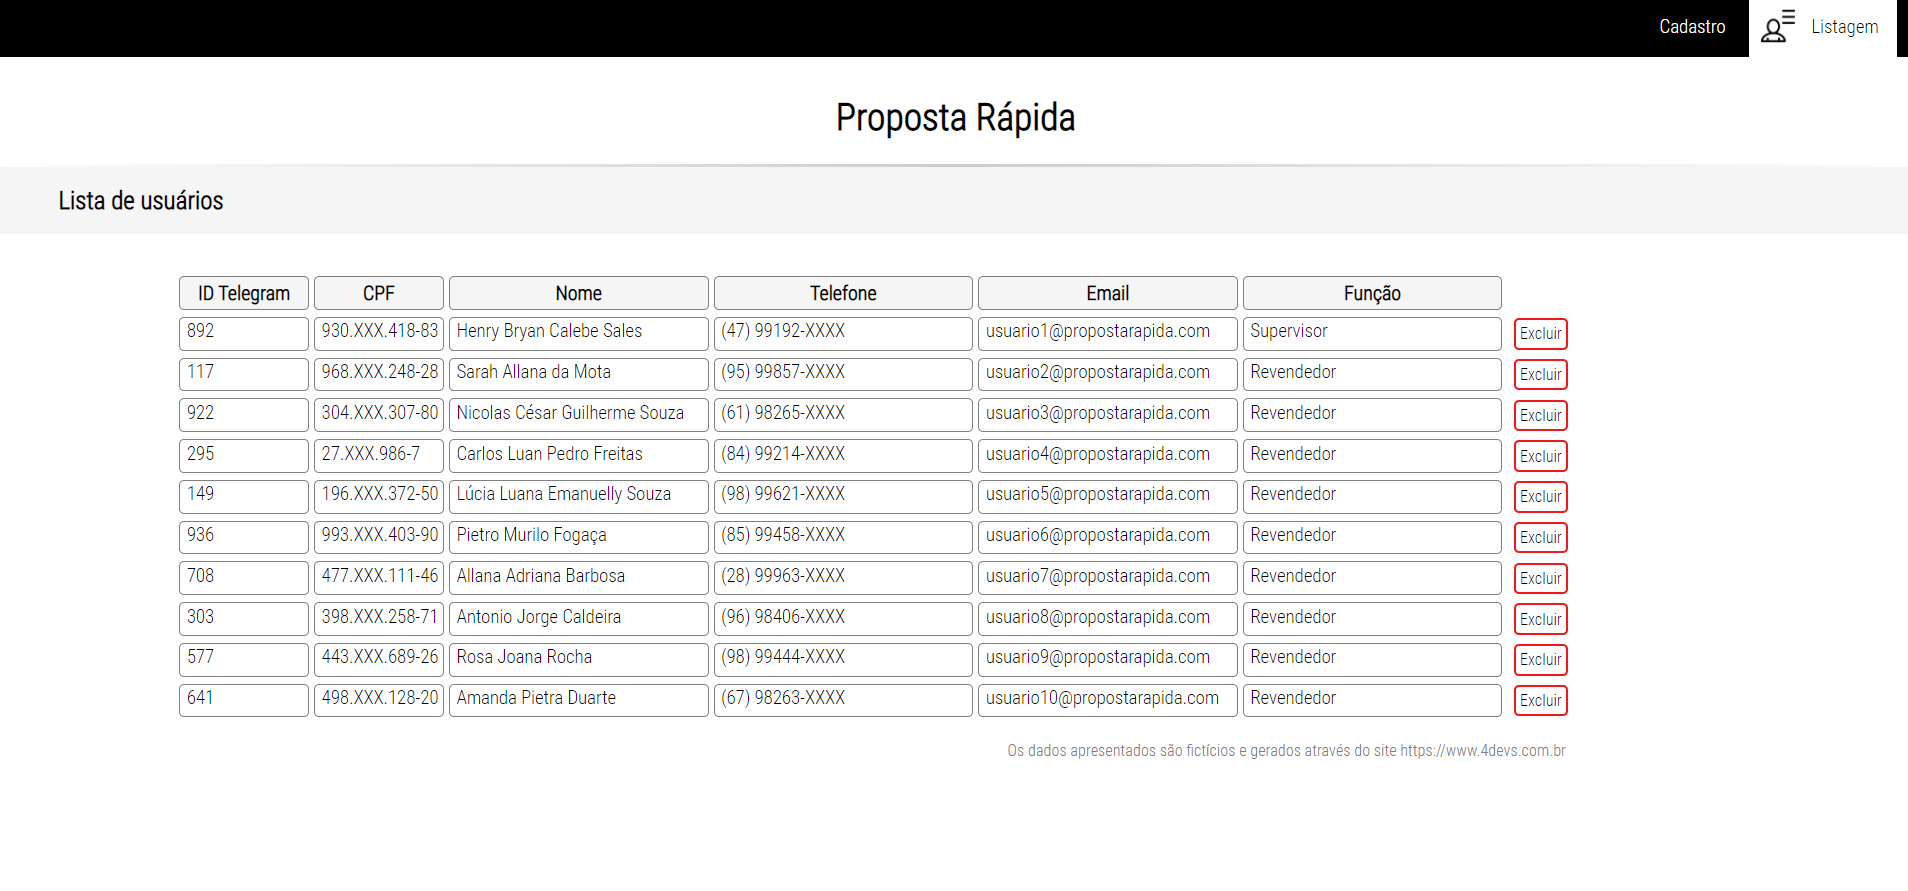 Cadastro Listagem
Proposta Rápida
Lista de usuários
ID Telegram CPF Nome Telefone Email Função
892 930.XXX.418-83 Henry Bryan Calebe Sales (47) 99192-XXXX usuario1@propostarapida.com Supervisor Excluir
117 968.XXX.248-28 Sarah Allana da Mota (95) 99857-XXXX usuario2@propostarapida.com Revendedor Excluir
922 304.XXX.307-80 Nicolas César Guilherme Souza (61) 98265-XXXX usuario3@propostarapida.com Revendedor Excluir
295 27.XXX.986-7 Carlos Luan Pedro Freitas (84) 99214-XXXX usuario4@propostarapida.com Revendedor Excluir
149 196.XXX.372-50 Lúcia Luana Emanuelly Souza (98) 99621-XXXX usuario5@propostarapida.com Revendedor Excluir
936 993.XXX.403-90 Pietro Murilo Fogaça (85) 99458-XXXX usuario6@propostarapida.com Revendedor Excluir
708 477.XXX.111-46 Allana Adriana Barbosa (28) 99963-XXXX usuario7@propostarapida.com Revendedor Excluir
303 398.XXX.258-71 Antonio Jorge Caldeira (96) 98406-XXXX usuario8@propostarapida.com Revendedor Excluir
577 443.XXX.689-26 Rosa Joana Rocha (98) 99444-XXXX usuario9@propostarapida.com Revendedor Excluir
641 498.XXX.128-20 Amanda Pietra Duarte (67) 98263-XXXX usuario10@propostarapida.com Revendedor Excluir
Os dados apresentados são fictícios e gerados através do site https://www.4devs.com.br